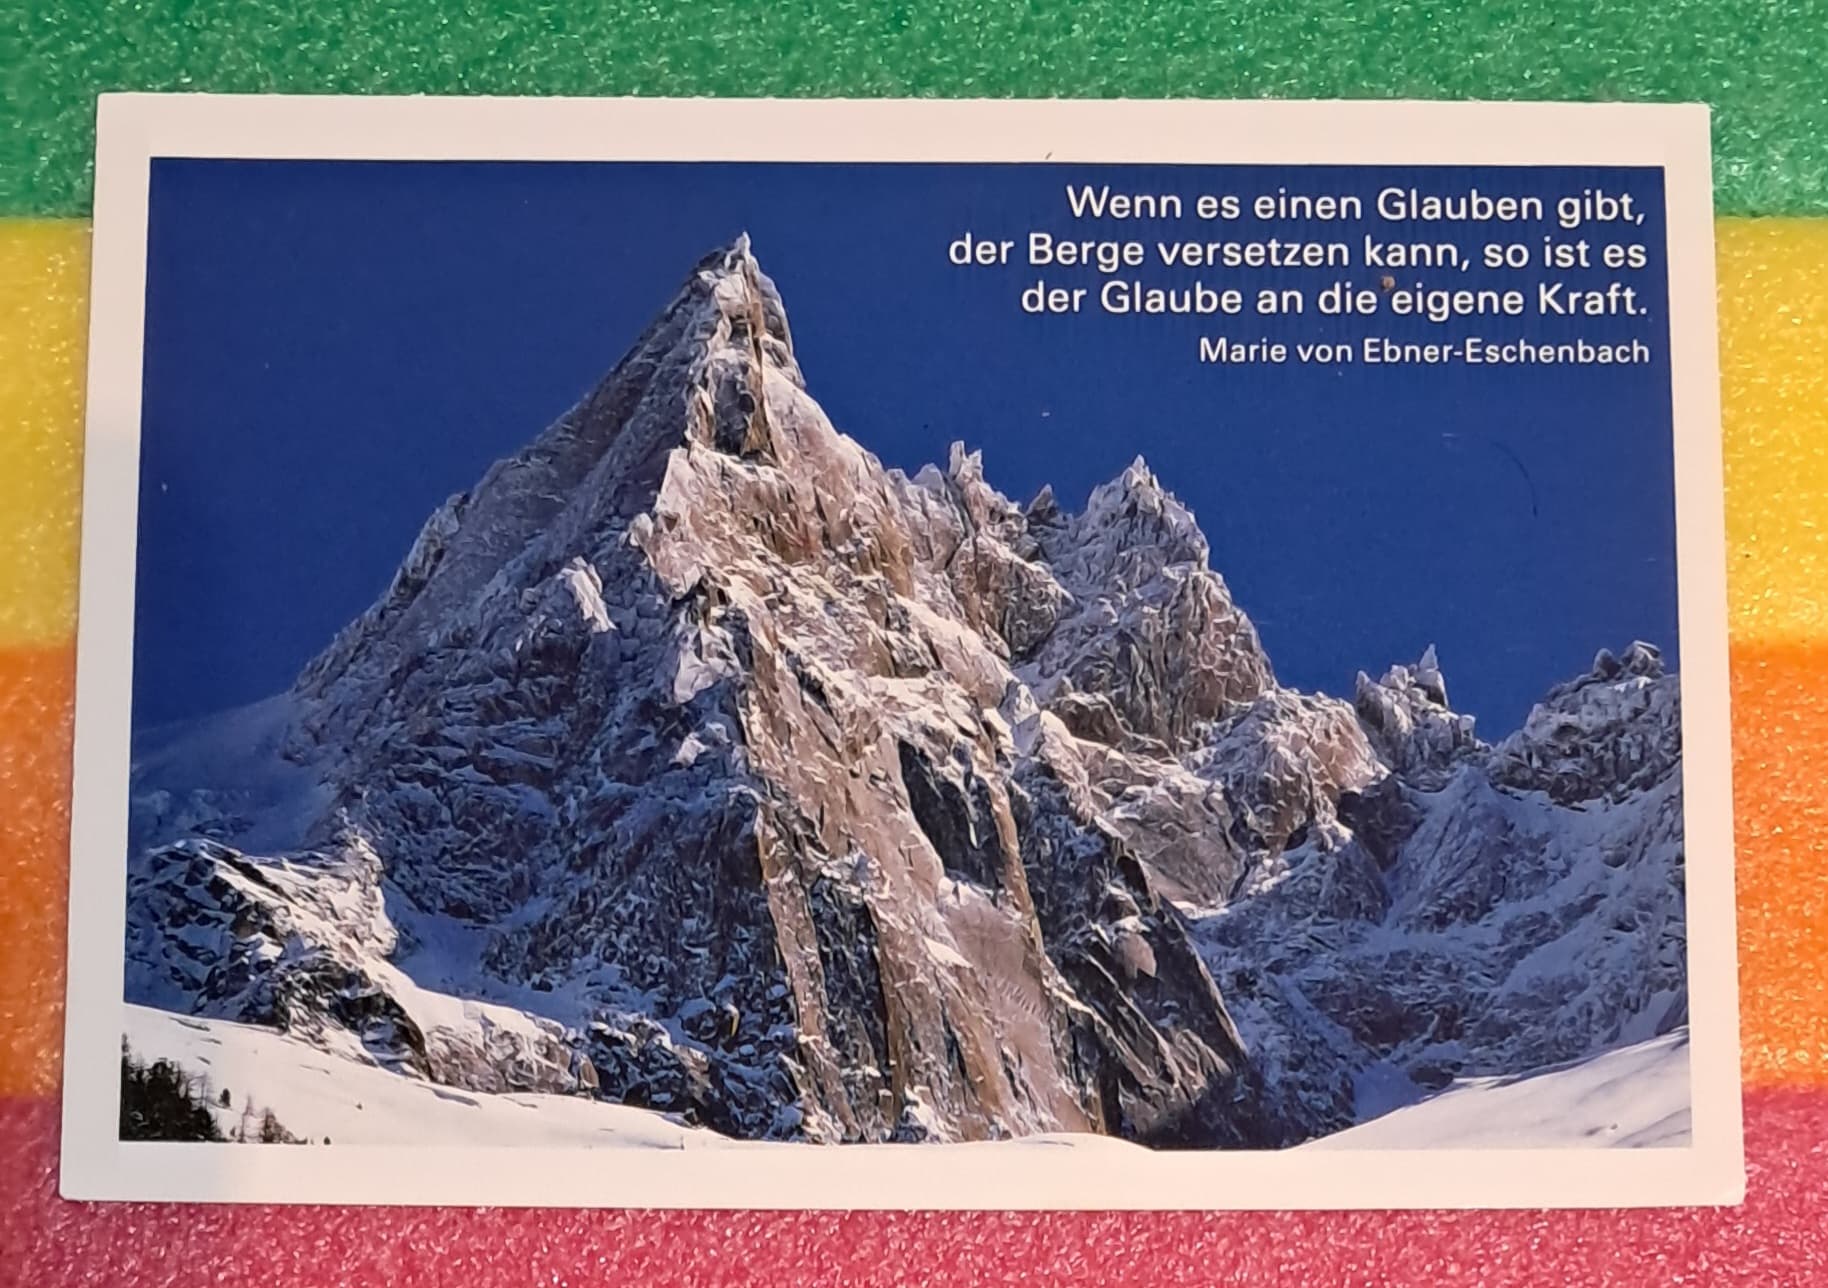 Wenn es einen Glauben gibt,
der Berge versetzen kann, so ist es
der Glaube an die eigene Kraft.
Marie von Ebner-Eschenbach